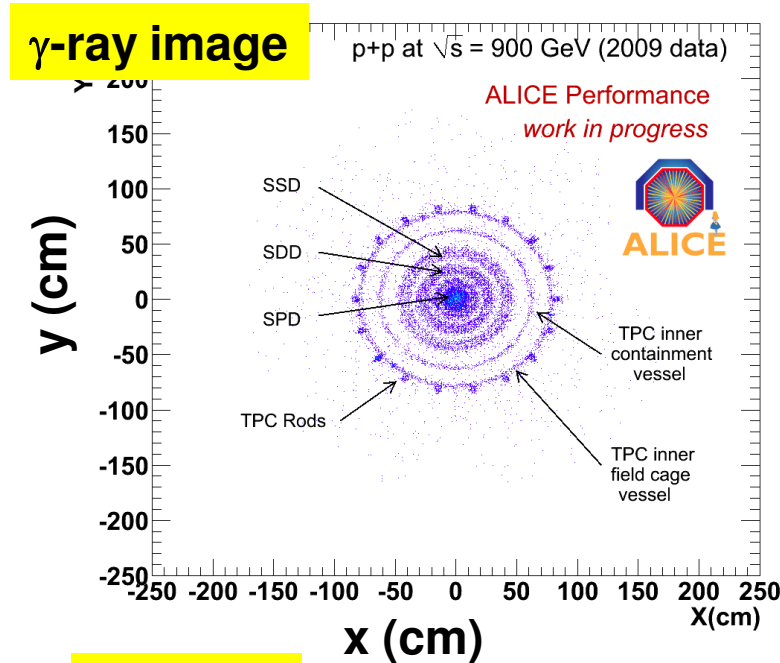 γ-ray image
p+p at √s = 900 GeV (2009 data)
ALICE Performance
work in progress
ALICE
SSD
SDD
SPD
TPC Rods
TPC inner
containment
vessel
TPC inner
field cage
vessel
Y
200
150
100
50
0
-50
-100
-150
-200
-250
y (cm)
-250 -200 -150 -100 -50 0 50 100 150 200 250
X(cm)
x (cm)